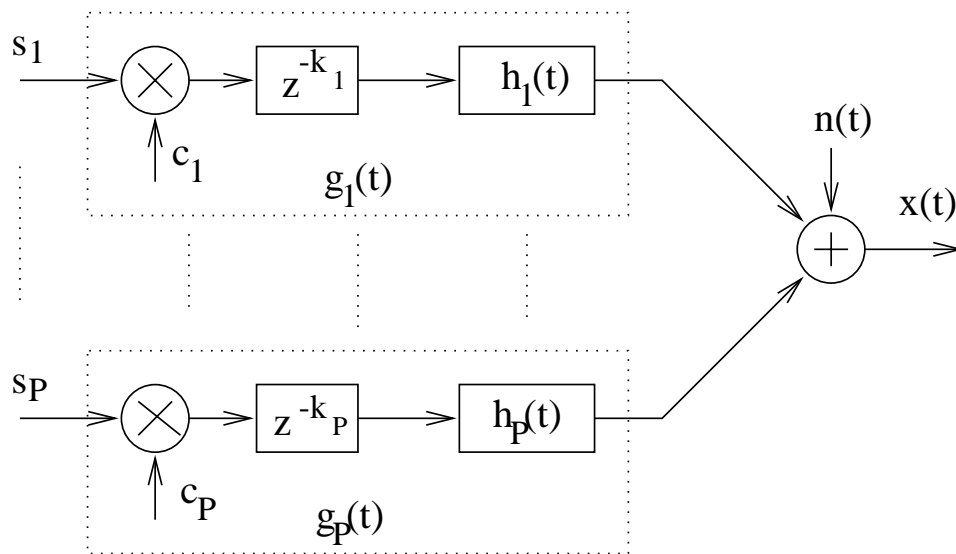 s1
z-k1
h1(t)
c1
g1(t)
n(t)
x(t)
sP
z-kP
hP(t)
cP
gP(t)